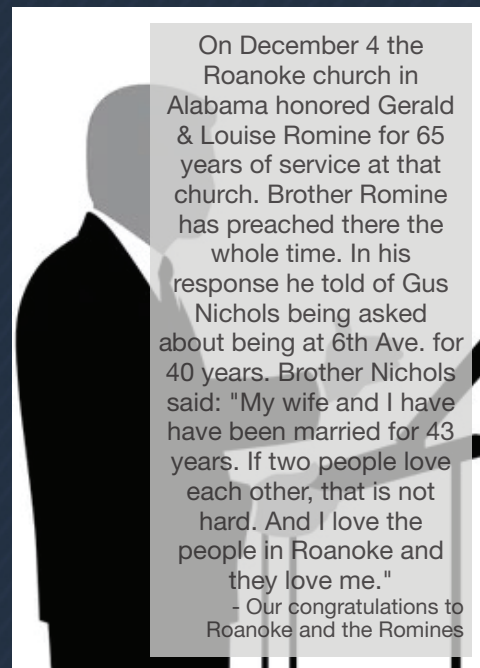 On December 4 the
Roanoke church in
Alabama honored Gerald
& Louise Romine for 65
years of service at that
church. Brother Romine
has preached there the
whole time. In his
response he told of Gus
Nichols being asked
about being at 6th Ave. for
40 years. Brother Nichols
said: "My wife and I have
have been married for 43
years. If two people love
each other, that is not
hard. And I love the
people in Roanoke and
they love me."
- Our congratulations to
Roanoke and the Romines